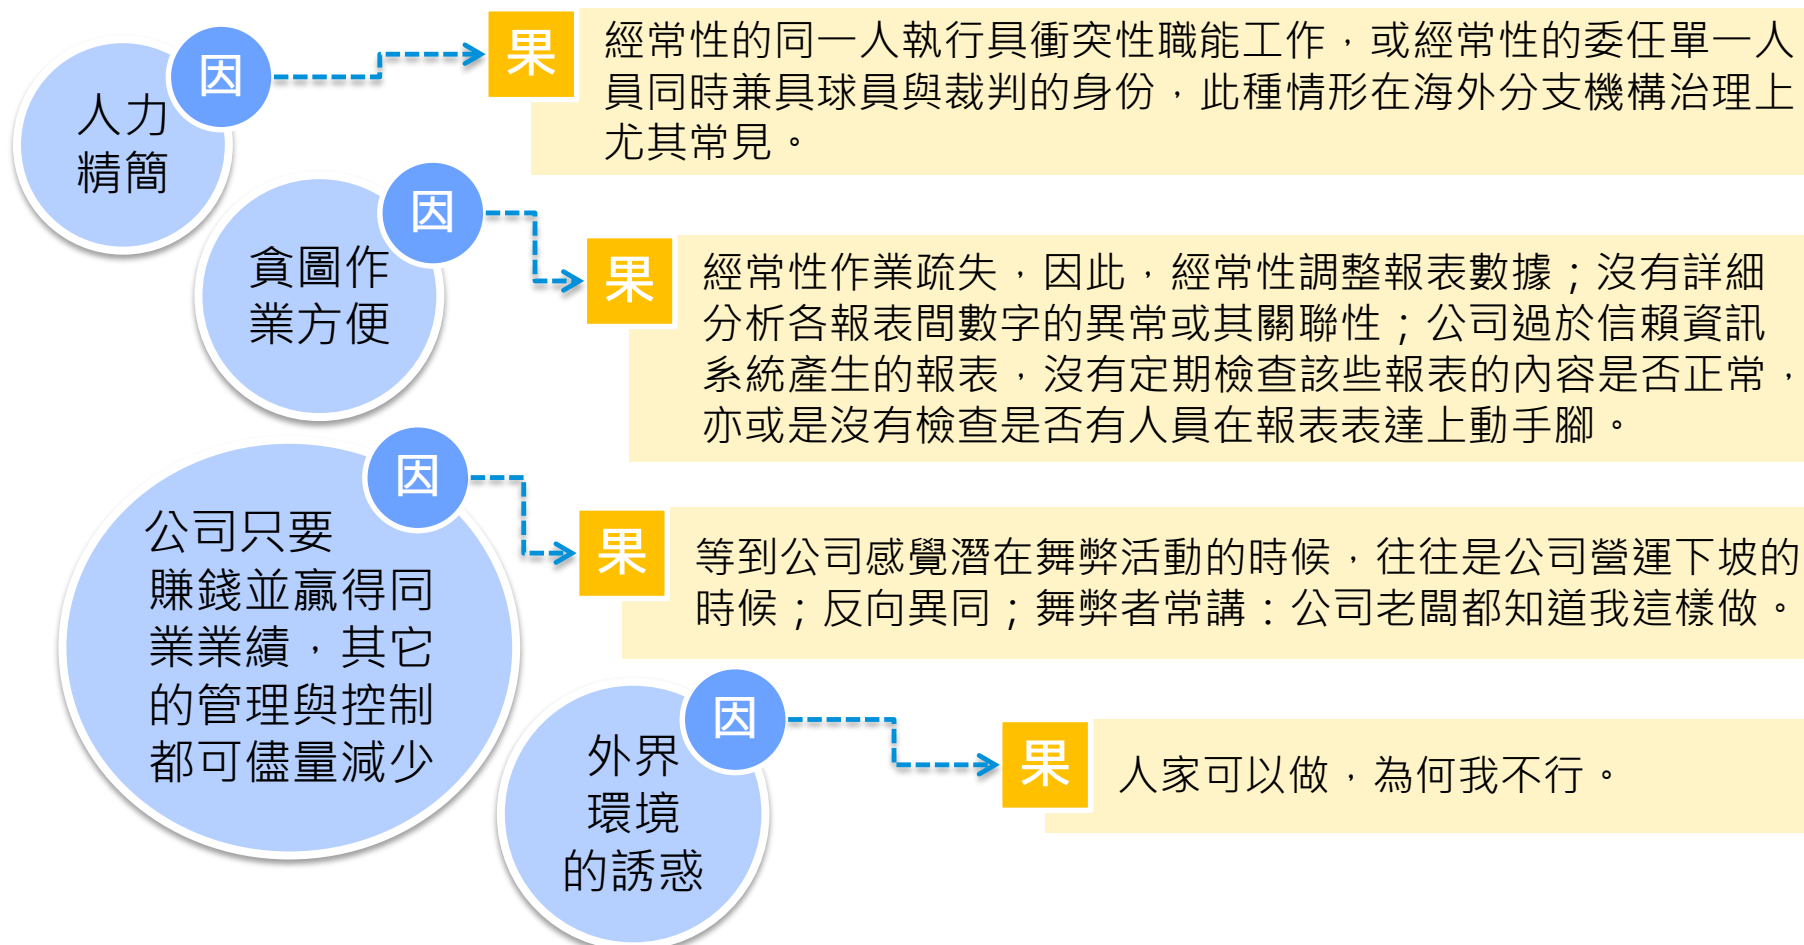 人力
精簡
因
果
經常性的同一人執行具衝突性職能工作，或經常性的委任單一人
員同時兼具球員與裁判的身份，此種情形在海外分支機構治理上
尤其常見。
貪圖作
業方便
因
果
經常性作業疏失，因此，經常性調整報表數據；沒有詳細
分析各報表間數字的異常或其關聯性；公司過於信賴資訊
系統產生的報表，沒有定期檢查該些報表的內容是否正常，
亦或是沒有檢查是否有人員在報表表達上動手腳。
公司只要
賺錢並贏得同
業業績，其它
的管理與控制
都可儘量減少
因
果
等到公司感覺潛在舞弊活動的時候，往往是公司營運下坡的
時候；反向異同；舞弊者常講：公司老闆都知道我這樣做。
外界
環境
的誘惑
因
果
人家可以做，為何我不行。